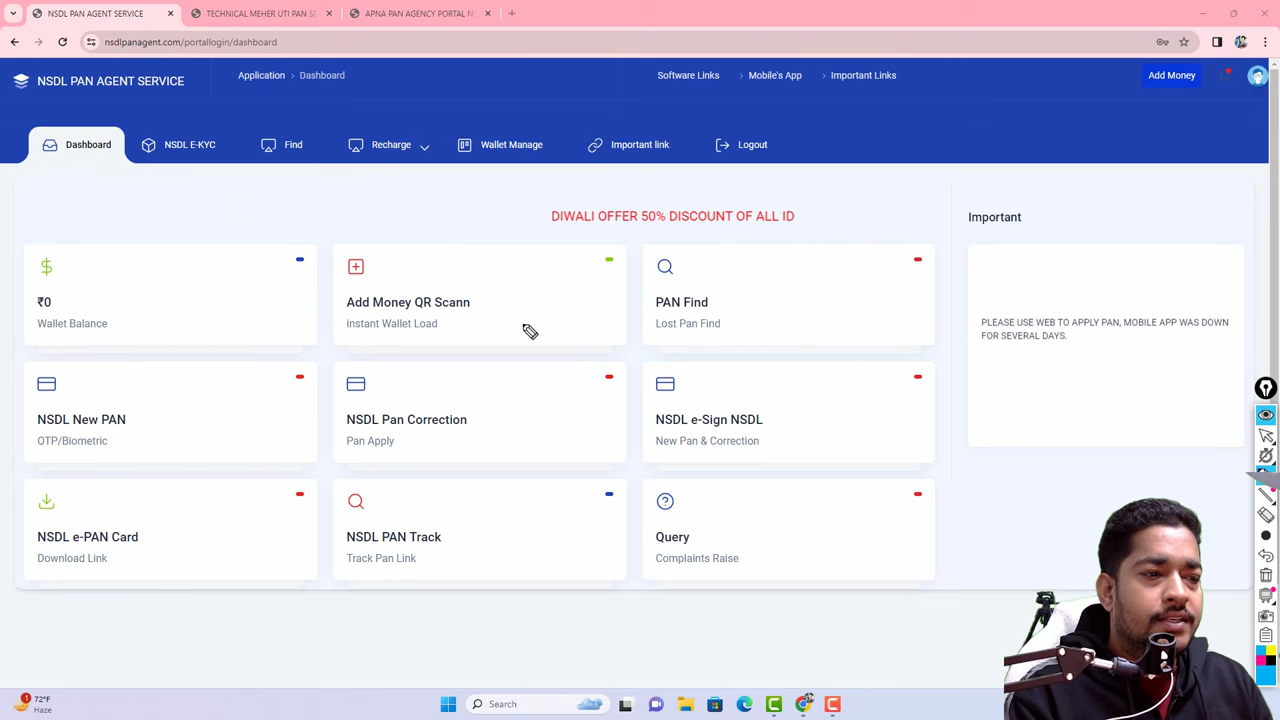 NSDL PAN AGENT SERVICE
TECHNICAL MEHER UTI PAN
APNA PAN AGENCY PORTAL
nsdlpanagent.com/portallogin/dashboard
NSDL PAN AGENT SERVICE
Application > Dashboard
Software Links > Mobile's App > Important Links
Add Money
Dashboard
NSDL E-KYC
Find
Recharge
Wallet Manage
Important link
Logout
DIWALI OFFER 50% DISCOUNT OF ALL ID
Important
₹0
Wallet Balance
Add Money QR Scann
instant Wallet Load
PAN Find
Lost Pan Find
PLEASE USE WEB TO APPLY PAN, MOBILE APP WAS DOWN
FOR SEVERAL DAYS.
NSDL New PAN
OTP/Biometric
NSDL Pan Correction
Pan Apply
NSDL e-Sign NSDL
New Pan & Correction
NSDL e-PAN Card
Download Link
NSDL PAN Track
Track Pan Link
Query
Complaints Raise
1
72°F
Haze
Search